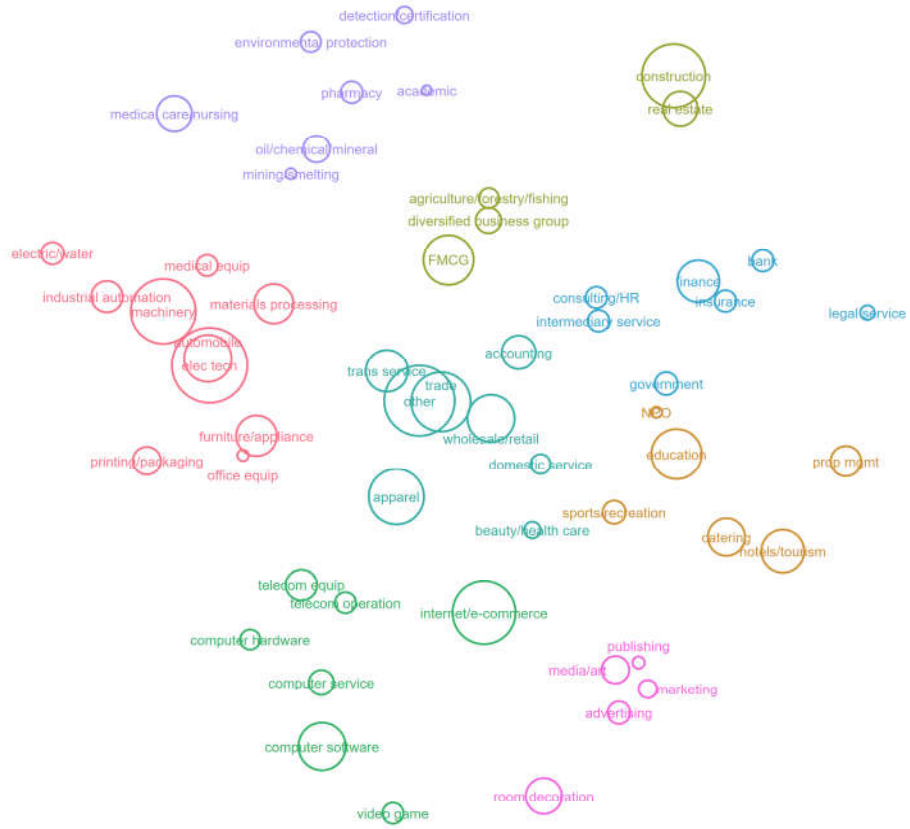 detection certification
environmental protection
construction
pharmacy
academic
real estate
medical care/nursing
oil/chemical/mineral
mining/smelting
agriculture/forestry/fishing
diversified business group
electric/water
FMCG
bank
medical equip
inance
industrial automation
materials processing
consulting/HR
insurance
machinery
legal service
intermediary service
automobile
accounting
elec tech
trans service
trade
government
other
NPO
furniture/appliance
wholesale/retail
education
printing/packaging
domestic service
prop mgmt
office equip
apparel
sports/recreation
beauty/health care
catering
hotels/tourism
telecom equip
telecom operation
internet/e-commerce
computer hardware
publishing
media/art
computer service
marketing
advertising
computer software
room decoration
video game